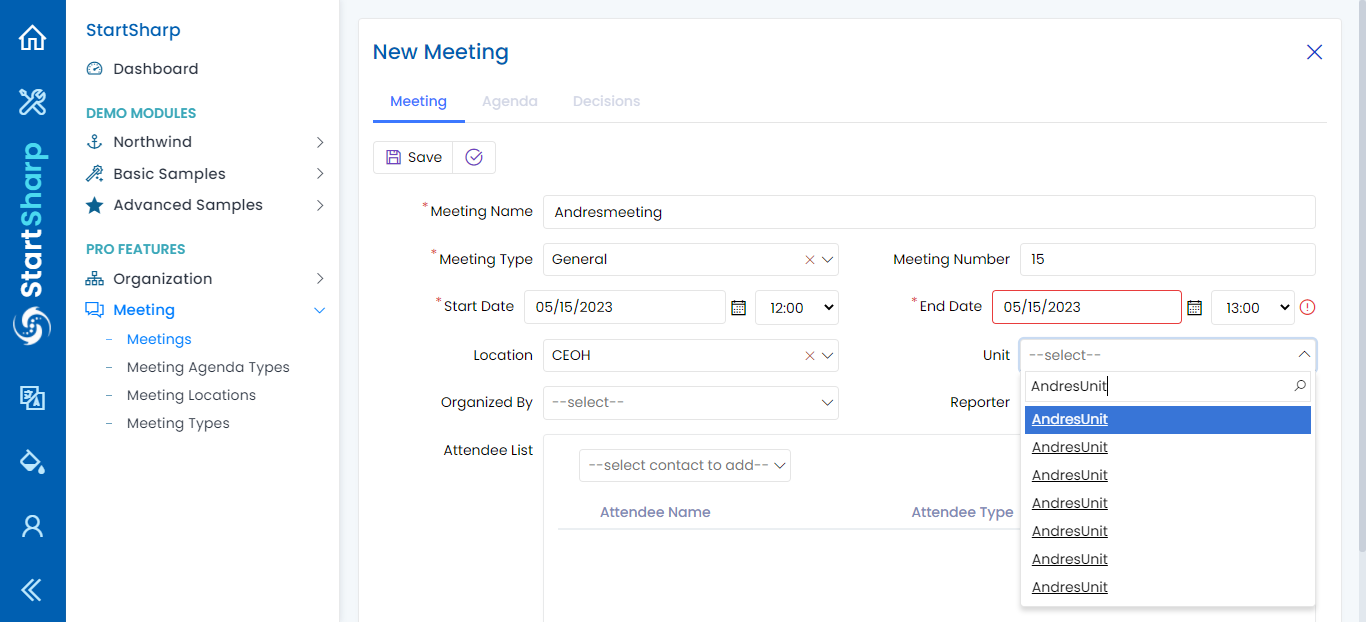 StartSharp
StartSharp
Dashboard
DEMO MODULES
Northwind
Basic Samples
Advanced Samples
PRO FEATURES
Organization
Meeting
Meetings
Meeting Agenda Types
Meeting Locations
Meeting Types
New Meeting
Meeting Agenda Decisions
Save
*Meeting Name Andresmeeting
*Meeting Type General Meeting Number 15
*Start Date 05/15/2023 12:00 *End Date 05/15/2023 13:00
Location CEOH Unit --select--
AndresUnit
Organized By --select-- Reporter
AndresUnit
AndresUnit
AndresUnit
AndresUnit
AndresUnit
AndresUnit
AndresUnit
Attendee List
--select contact to add--
Attendee Name Attendee Type